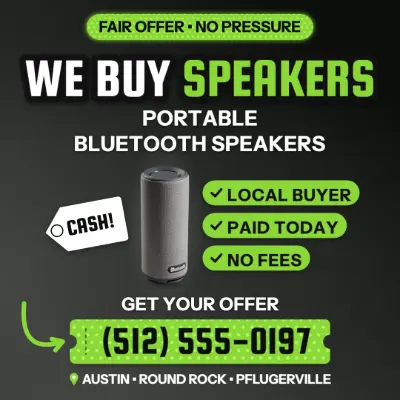 FAIR OFFER • NO PRESSURE
WE BUY SPEAKERS
PORTABLE
BLUETOOTH SPEAKERS
CASH!
LOCAL BUYER
PAID TODAY
NO FEES
Bluetooth
GET YOUR OFFER
(512) 555-0197
AUSTIN • ROUND ROCK • PFLUGERVILLE